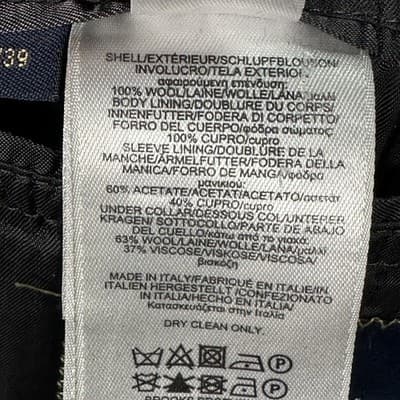 739
SHELL/EXTÉRIEUR/SCHLUPFBLOUSON/
INVOLUCRO/TELA EXTERIOR/
αφαιρούμενη επένδυση
100% WOOL/LAINE/WOLLE/LANA/μαλλί
BODY LINING/DOUBLURE DU CORPS/
INNENFUTTER/FODERA DI CORPETTO/
FORRO DEL CUERPO/φόδρα σώματος
100% CUPRO/cupro
SLEEVE LINING/DOUBLURE DE LA
MANCHE/ÄRMELFUTTER/FODERA DELLA
MANICA/FORRO DE MANGA/φόδρα
μανικιού:
60% ACETATE/ACETAT/ACETATO/ασετάτ
40% CUPRO/cupro
UNDER COLLAR/DESSOUS COL/UNTERER
KRAGEN/ SOTTOCOLLO/PARTE DE ABAJO
DEL CUELLO/κάτω από το γιακά:
63% WOOL/LAINE/WOLLE/LANA/μαλλί
37% VISCOSE/VISKOSE/VISCOSA/
βισκόζη
MADE IN ITALY/FABRIQUÉ EN ITALIE/IN
ITALIEN HERGESTELLT /CONFEZIONATO
IN ITALIA/HECHO EN ITALIA/
Κατασκευάζεται στην Ιταλία
DRY CLEAN ONLY.
P
P